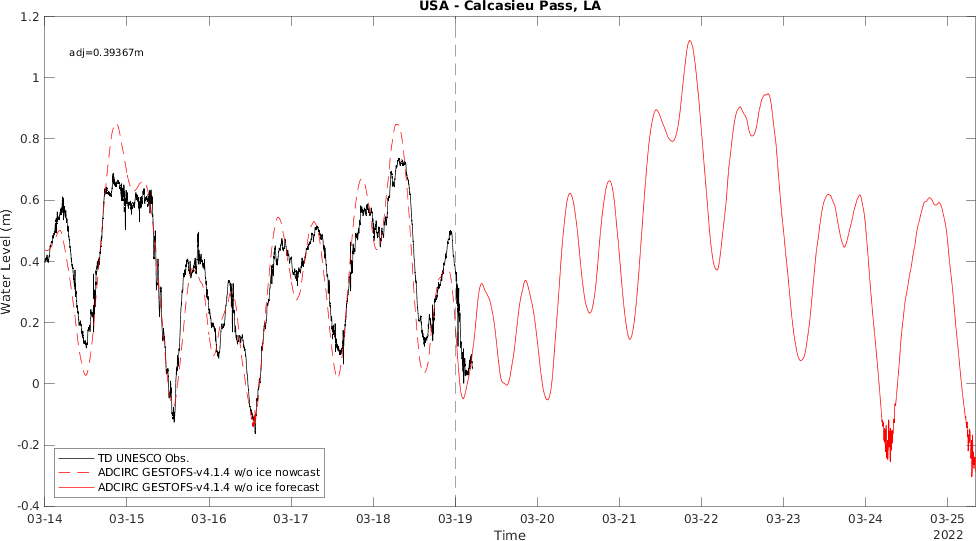 USA - Calcasieu Pass, LA
adj=0.39367m
Water Level (m)
1.2
1
0.8
0.6
0.4
0.2
0
-0.2
-0.4
TD UNESCO Obs.
ADCIRC GESTOFS-v4.1.4 w/o ice nowcast
ADCIRC GESTOFS-v4.1.4 w/o ice forecast
03-14 03-15 03-16 03-17 03-18 03-19 03-20 03-21 03-22 03-23 03-24 03-25
2022
Time